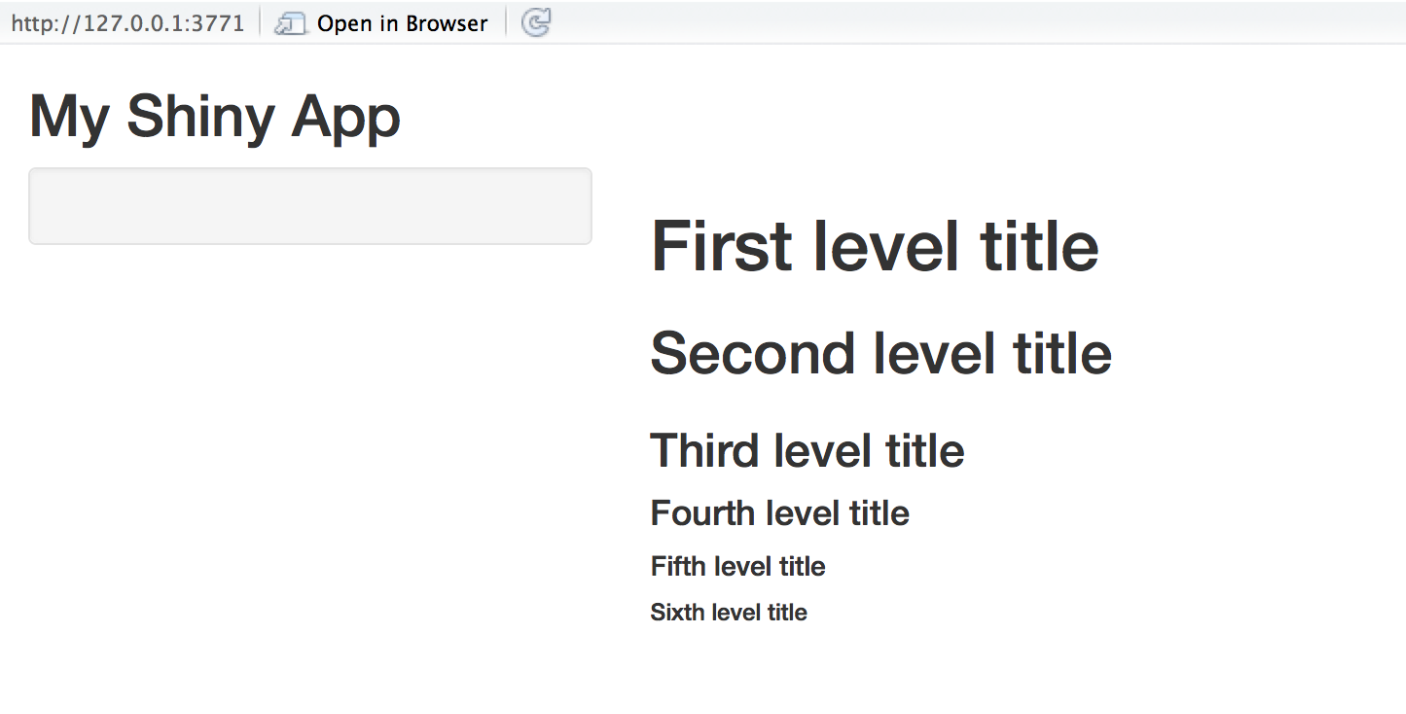 http://127.0.0.1:3771 Open in Browser
My Shiny App
First level title
Second level title
Third level title
Fourth level title
Fifth level title
Sixth level title